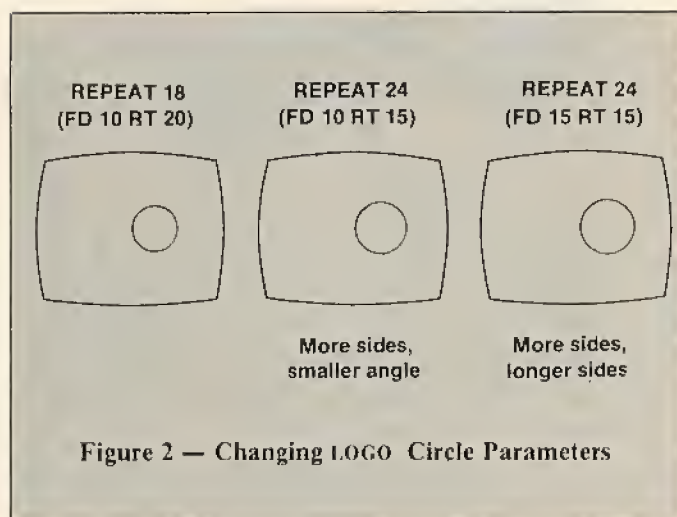 REPEAT 18
(FD 10 RT 20)
REPEAT 24
(FD 10 RT 15)
REPEAT 24
(FD 15 RT 15)
More sides,
smaller angle
More sides,
longer sides
Figure 2 — Changing LOGO Circle Parameters